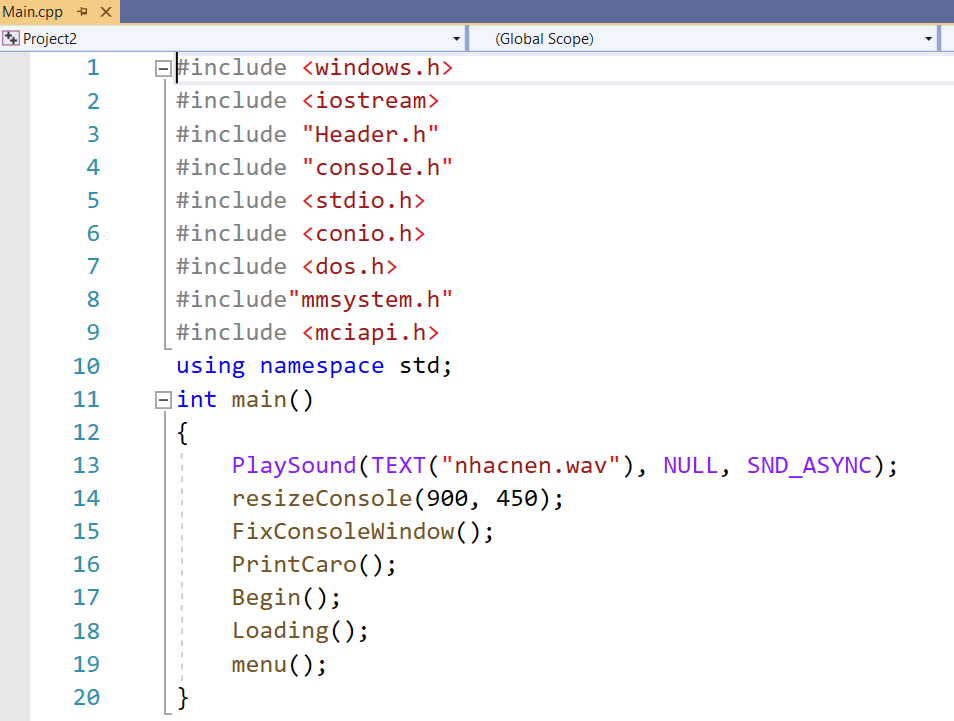 Main.cpp
Project2 (Global Scope)
1 #include <windows.h>
2 #include <iostream>
3 #include "Header.h"
4 #include "console.h"
5 #include <stdio.h>
6 #include <conio.h>
7 #include <dos.h>
8 #include"mmsystem.h"
9 #include <mciapi.h>
10 using namespace std;
11 int main()
12 {
13 PlaySound(TEXT("nhacnen.wav"), NULL, SND_ASYNC);
14 resizeConsole(900, 450);
15 FixConsoleWindow();
16 PrintCaro();
17 Begin();
18 Loading();
19 menu();
20 }